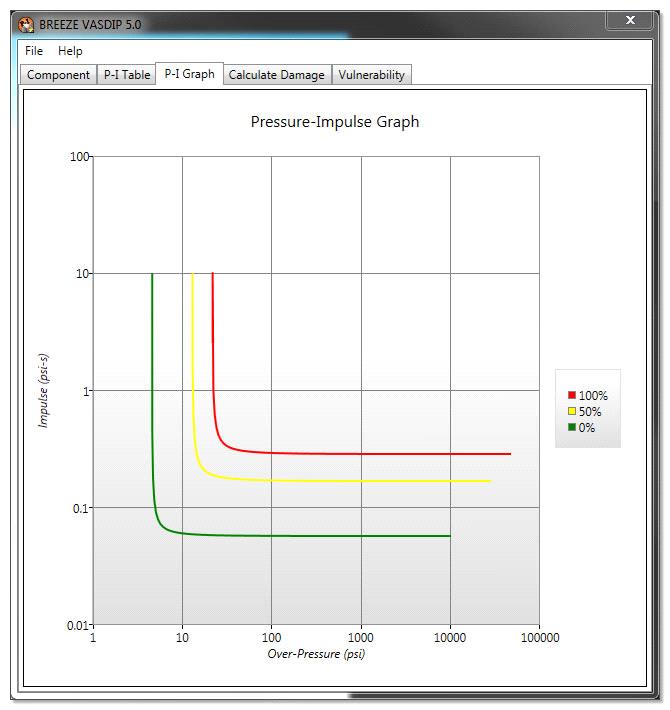 BREEZE VASDIP 5.0
x
File Help
Component P-I Table P-I Graph Calculate Damage Vulnerability
Pressure-Impulse Graph
100
10
1
0.1
0.01
Impulse (psi-s)
1 10 100 1000 10000 100000
Over-Pressure (psi)
100%
50%
0%